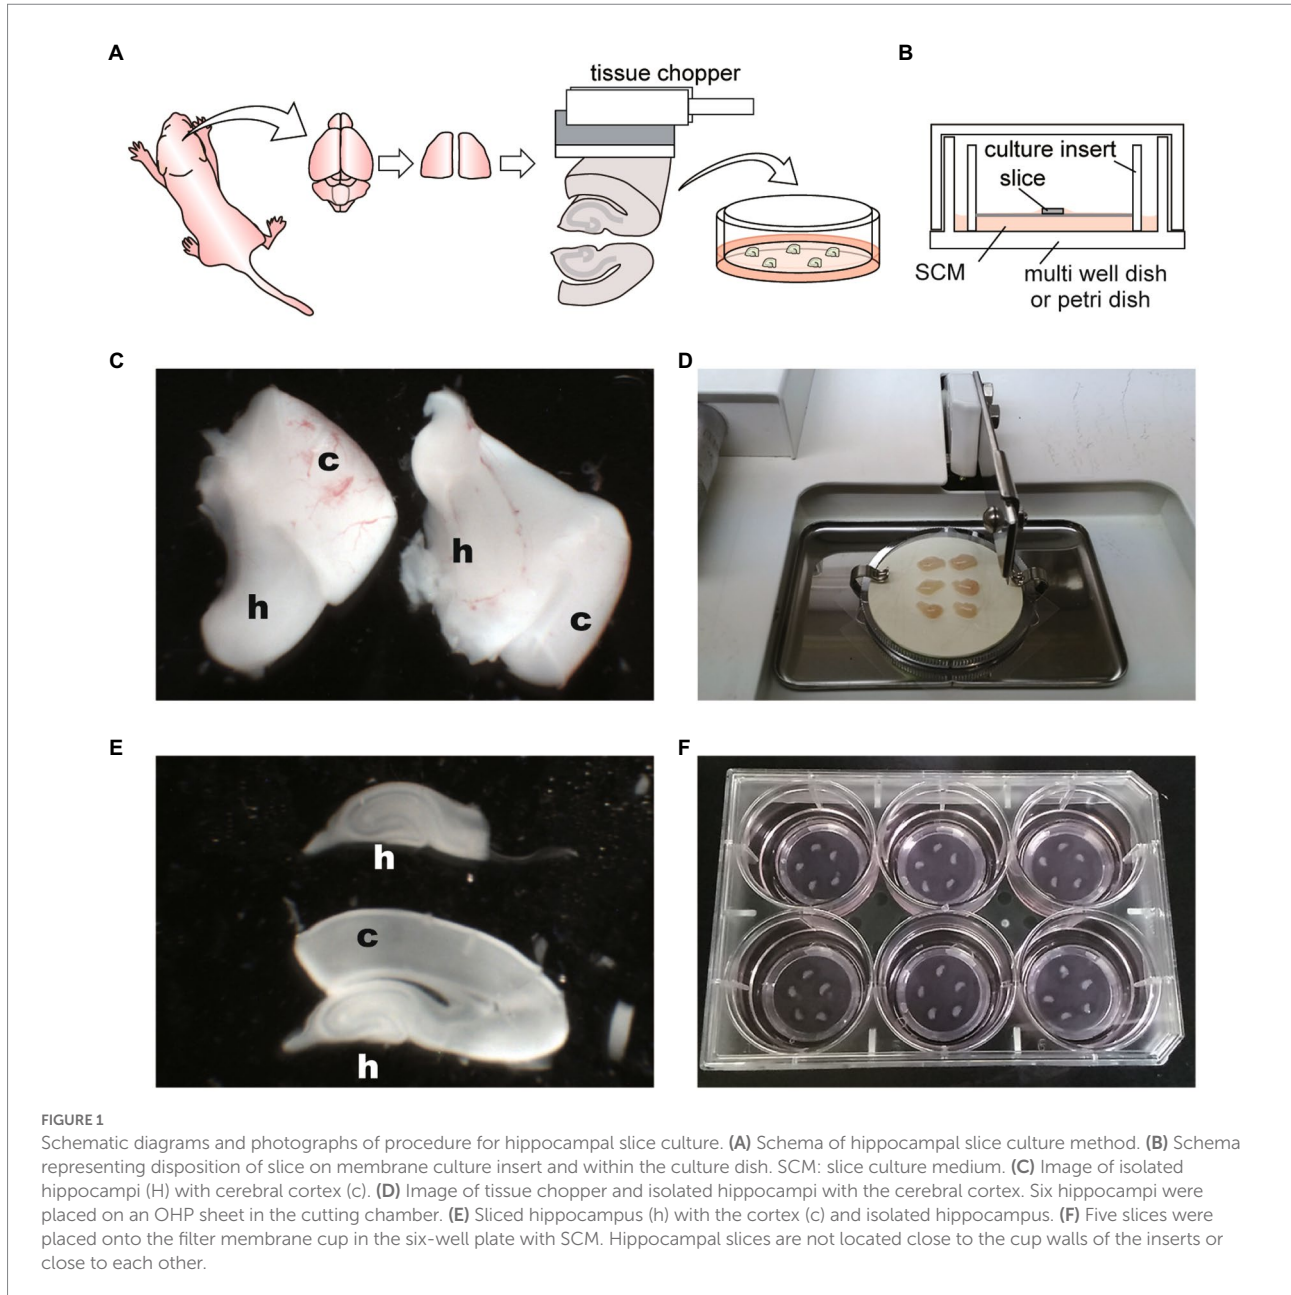 A
B
tissue chopper
culture insert
slice
SCM
multi well dish
or petri dish
C
D
c
h
h
c
E
F
h
c
h
FIGURE 1
Schematic diagrams and photographs of procedure for hippocampal slice culture. (A) Schema of hippocampal slice culture method. (B) Schema
representing disposition of slice on membrane culture insert and within the culture dish. SCM: slice culture medium. (C) Image of isolated
hippocampi (H) with cerebral cortex (c). (D) Image of tissue chopper and isolated hippocampi with the cerebral cortex. Six hippocampi were
placed on an OHP sheet in the cutting chamber. (E) Sliced hippocampus (h) with the cortex (c) and isolated hippocampus. (F) Five slices were
placed onto the filter membrane cup in the six-well plate with SCM. Hippocampal slices are not located close to the cup walls of the inserts or
close to each other.